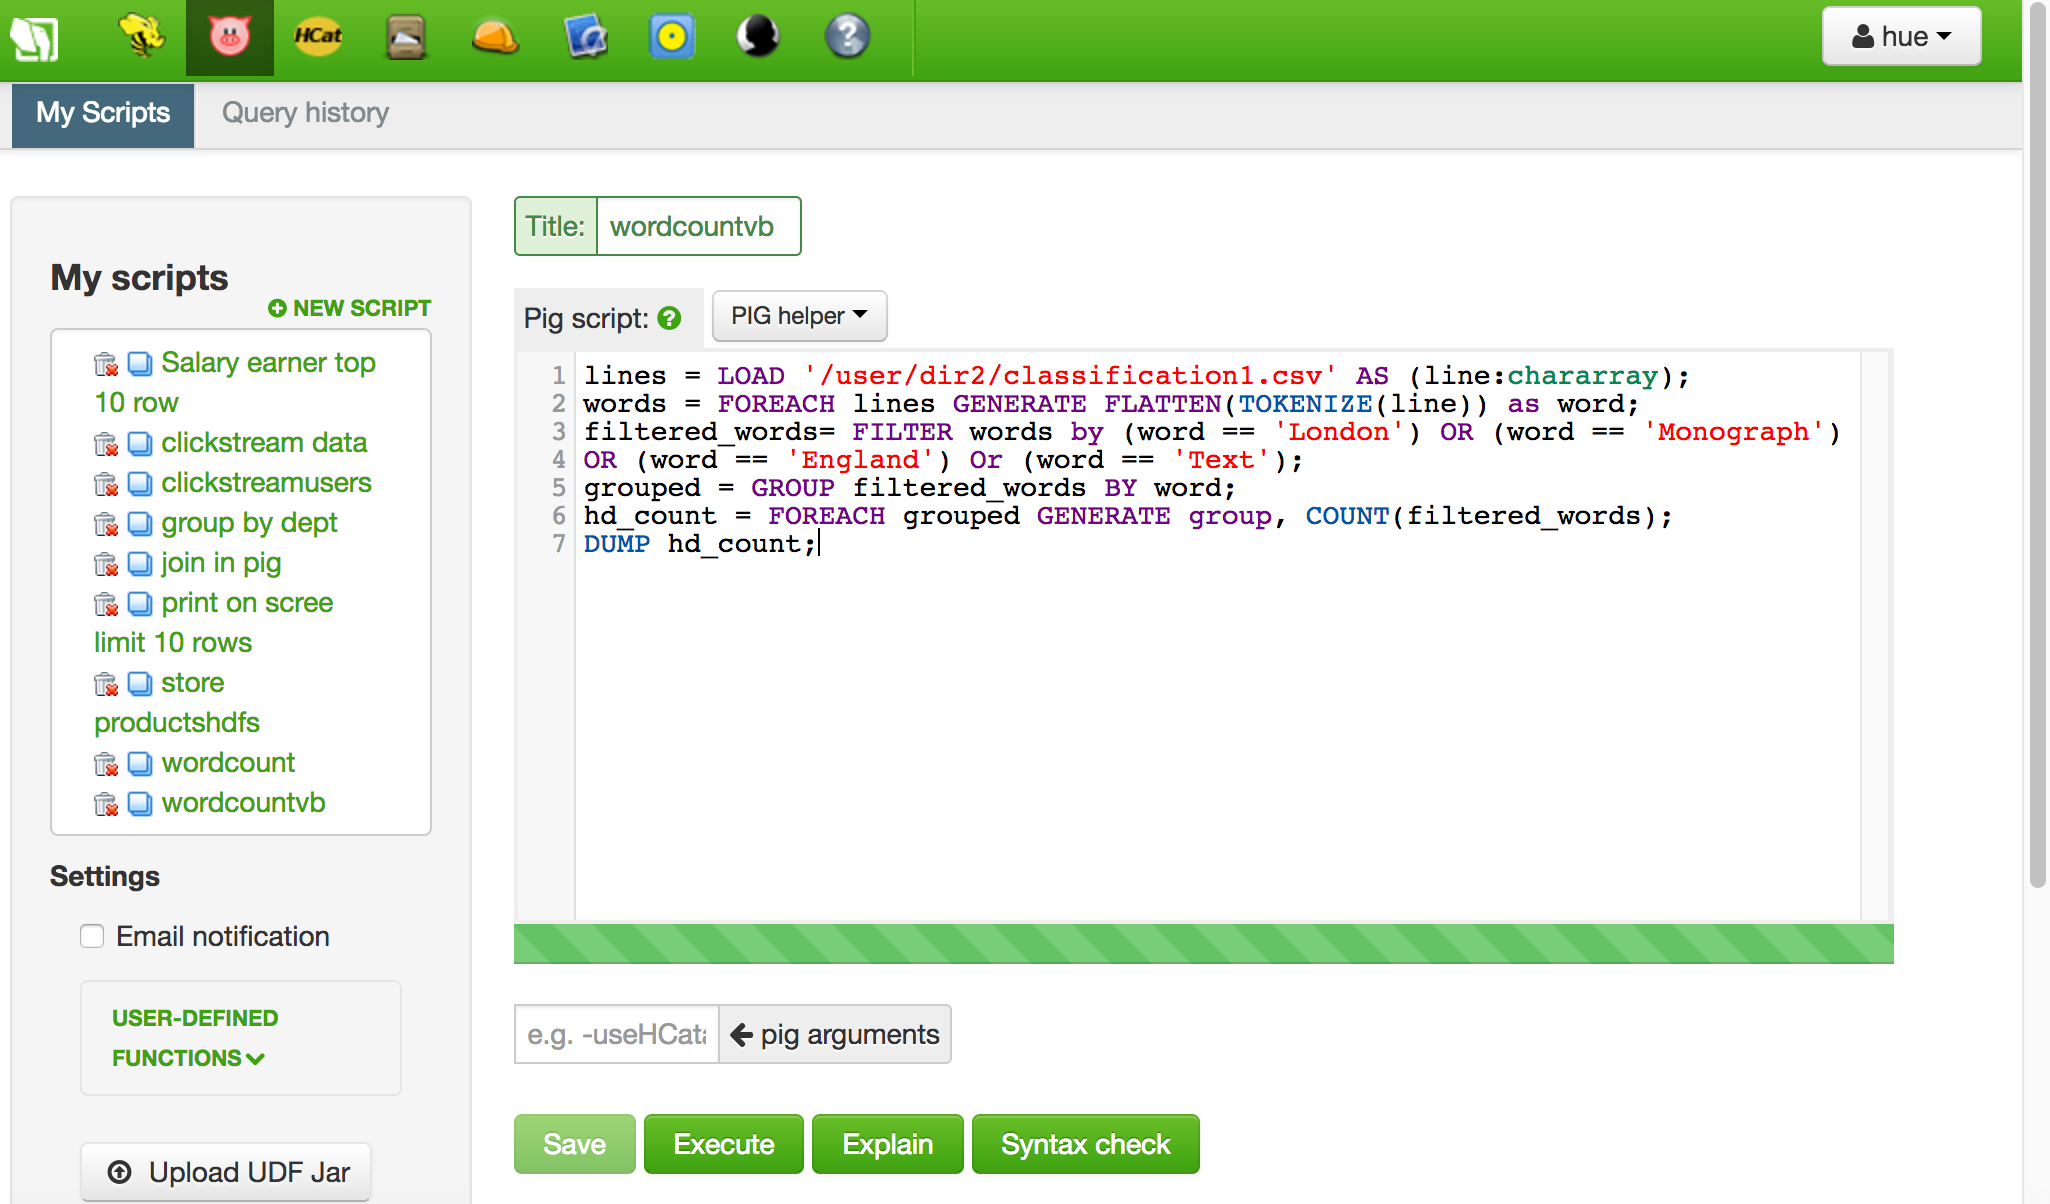 HCat
?
hue
My Scripts
Query history
My scripts
NEW SCRIPT
Salary earner top
10 row
clickstream data
clickstreamusers
group by dept
join in pig
print on scree
limit 10 rows
store
productshdfs
wordcount
wordcountvb
Settings
Email notification
USER-DEFINED
FUNCTIONS
Upload UDF Jar
Title: wordcountvb
Pig script: ?
PIG helper
1 lines = LOAD '/user/dir2/classification1.csv' AS (line:chararray);
2 words = FOREACH lines GENERATE FLATTEN(TOKENIZE(line)) as word;
3 filtered_words= FILTER words by (word == 'London') OR (word == 'Monograph')
4 OR (word == 'England') Or (word == 'Text');
5 grouped = GROUP filtered_words BY word;
6 hd_count = FOREACH grouped GENERATE group, COUNT(filtered_words);
7 DUMP hd_count;
e.g. -useHCat
pig arguments
Save
Execute
Explain
Syntax check